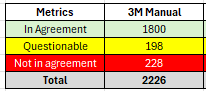 Metrics 3M Manual
In Agreement 1800
Questionable 198
Not in agreement 228
Total 2226